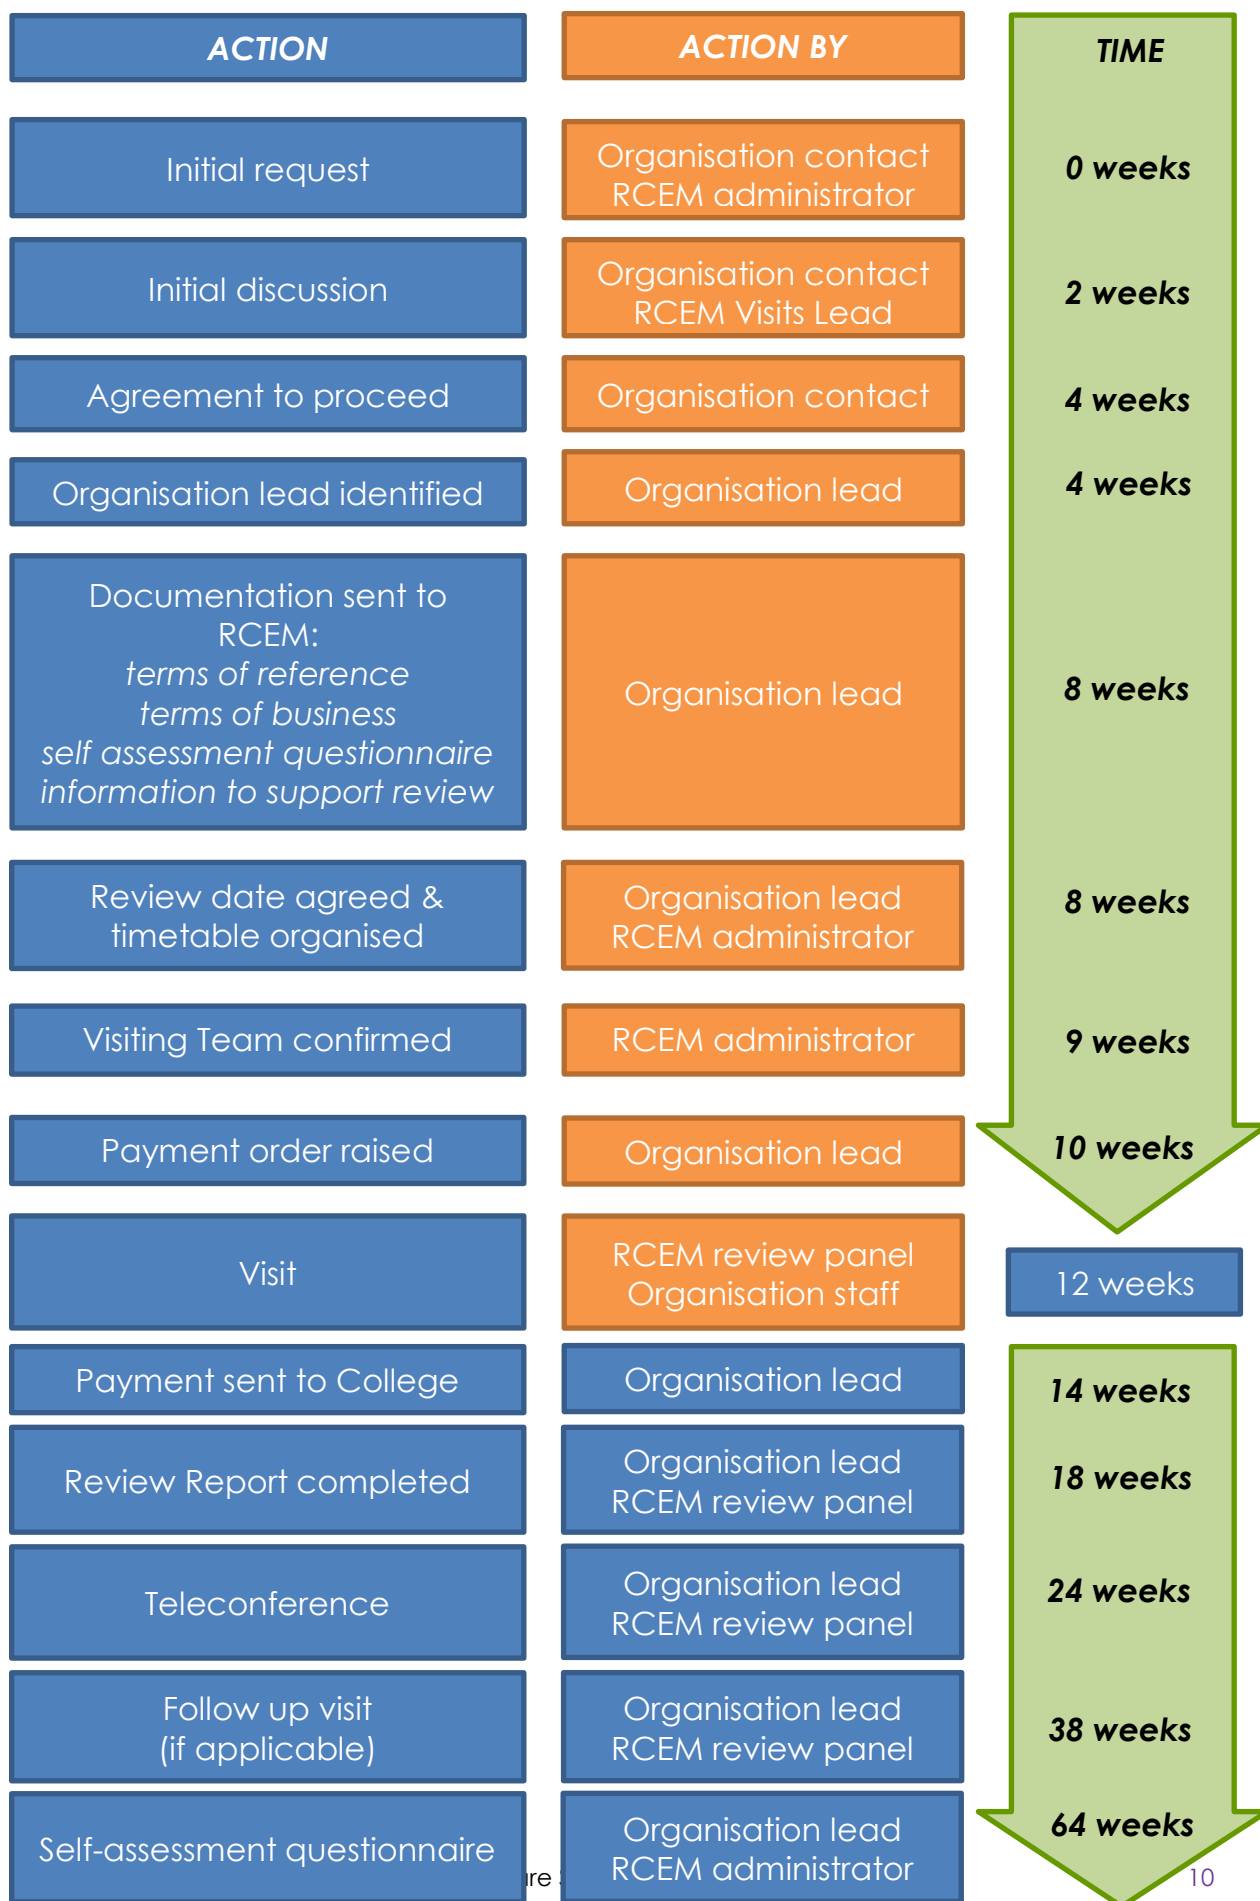 ACTION
ACTION BY
TIME
Initial request
Organisation contact
RCEM administrator
0 weeks
Initial discussion
Organisation contact
RCEM Visits Lead
2 weeks
Agreement to proceed
Organisation contact
4 weeks
Organisation lead identified
Organisation lead
4 weeks
Documentation sent to
RCEM:
terms of reference
terms of business
self assessment questionnaire
information to support review
Organisation lead
8 weeks
Review date agreed &
timetable organised
Organisation lead
RCEM administrator
8 weeks
Visiting Team confirmed
RCEM administrator
9 weeks
Payment order raised
Organisation lead
10 weeks
Visit
RCEM review panel
Organisation staff
12 weeks
Payment sent to College
Organisation lead
14 weeks
Review Report completed
Organisation lead
RCEM review panel
18 weeks
Teleconference
Organisation lead
RCEM review panel
24 weeks
Follow up visit
(if applicable)
Organisation lead
RCEM review panel
38 weeks
Self-assessment questionnaire
Organisation lead
RCEM administrator
64 weeks
10